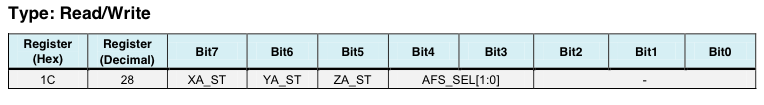 Type: Read/Write
Register (Hex) Register (Decimal) Bit7 Bit6 Bit5 Bit4 Bit3 Bit2 Bit1 Bit0
1C 28 XA_ST YA_ST ZA_ST AFS_SEL[1:0] -